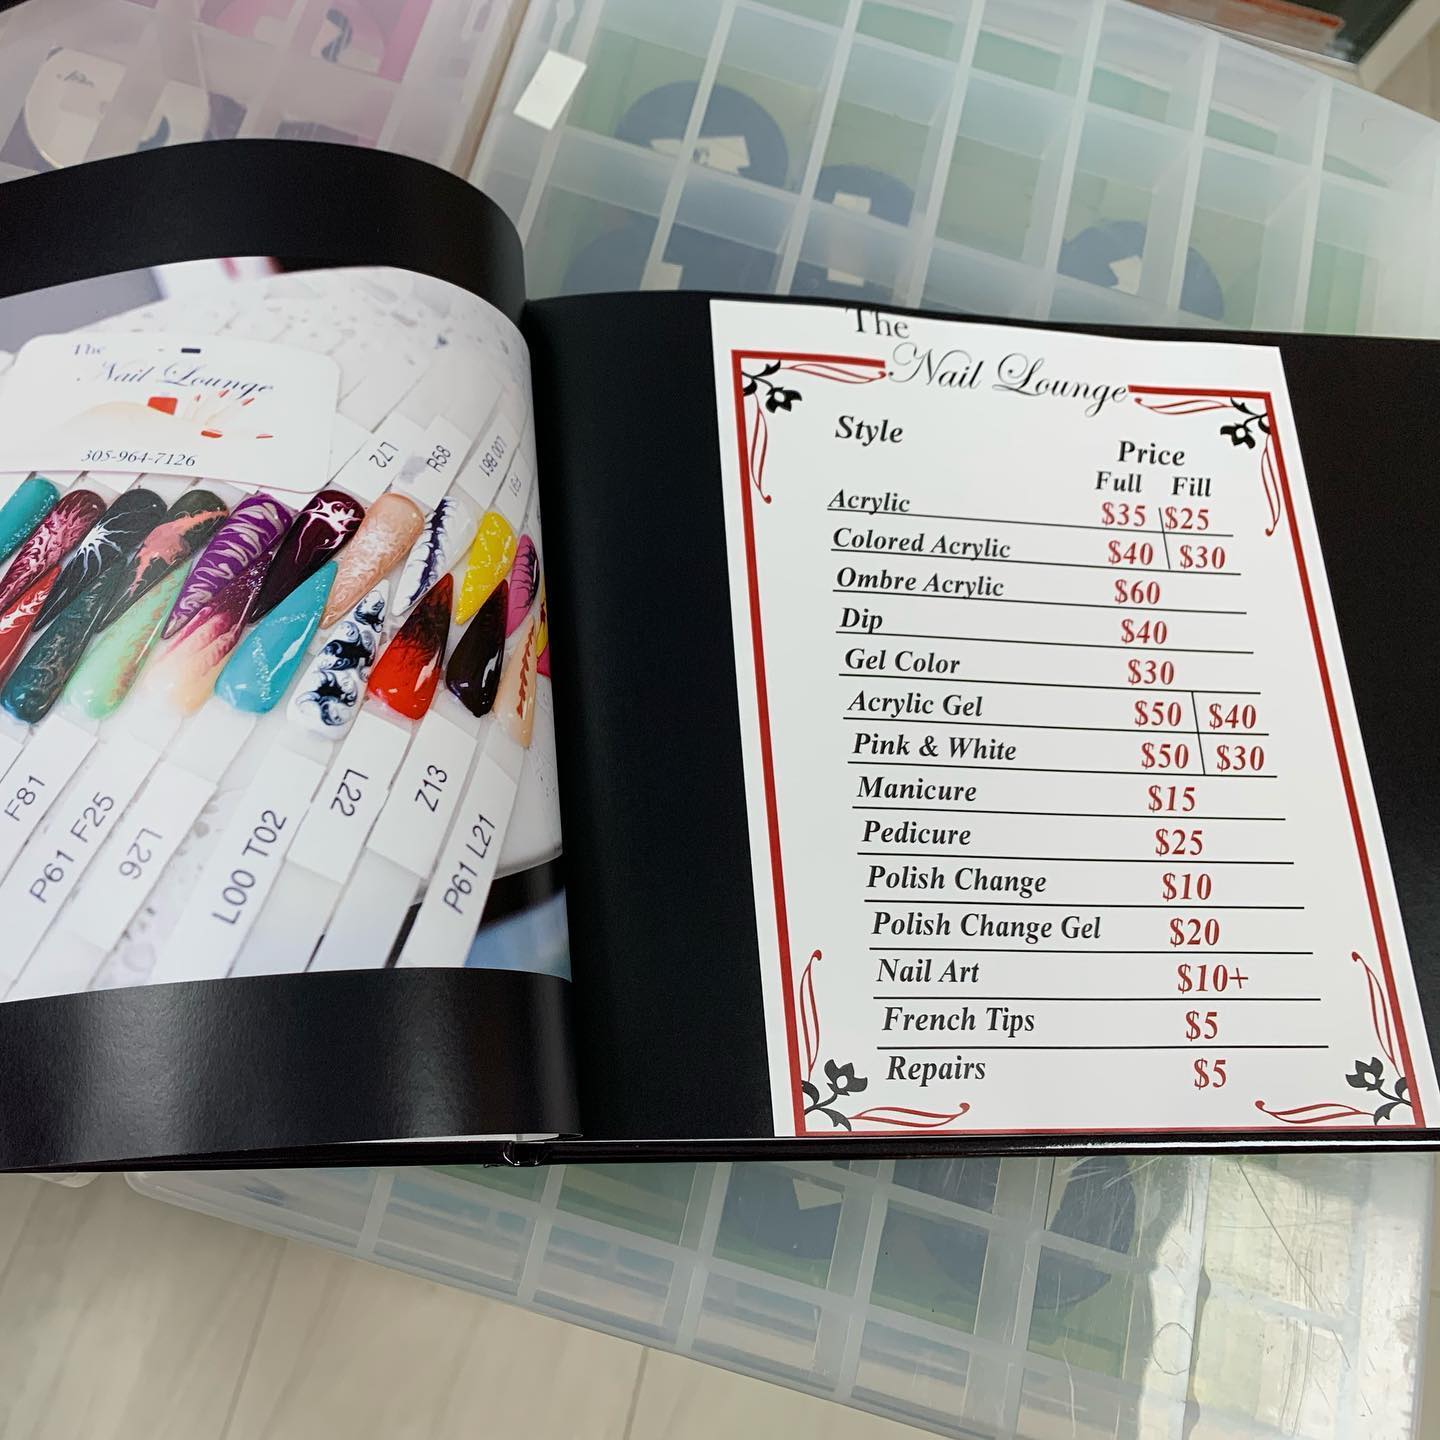 The
Nail Lounge
305-964-7126
L27
R58
L98 007
F81
P61 F25
L26
L00 T02
L22
Z13
P61 L21
The
Nail Lounge
Style
Price
Full Fill
Acrylic $35 $25
Colored Acrylic $40 $30
Ombre Acrylic $60
Dip $40
Gel Color $30
Acrylic Gel $50 $40
Pink & White $50 $30
Manicure $15
Pedicure $25
Polish Change $10
Polish Change Gel $20
Nail Art $10+
French Tips $5
Repairs $5